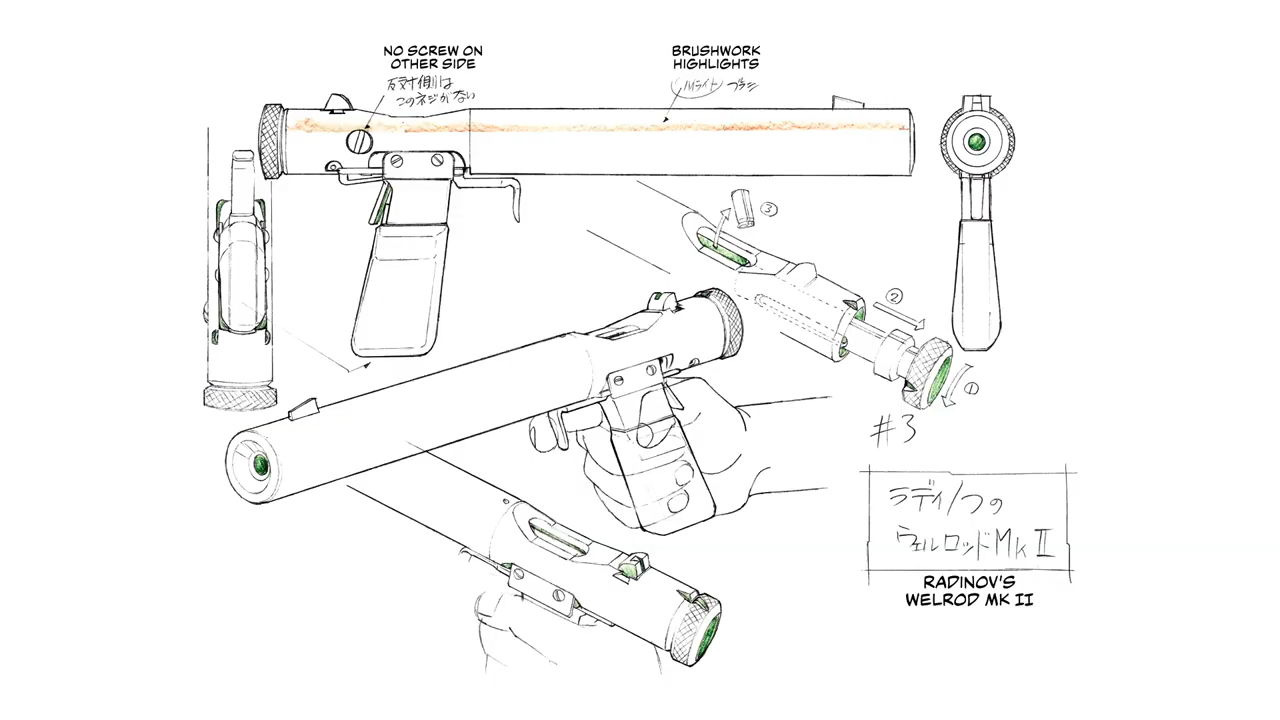 NO SCREW ON
OTHER SIDE
反対側は
このネジがない
BRUSHWORK
HIGHLIGHTS
ハイライト ブラシ
③
②
①
#3
ラディノフの
ウェルロッドMkⅡ
RADINOV'S
WELROD MK II